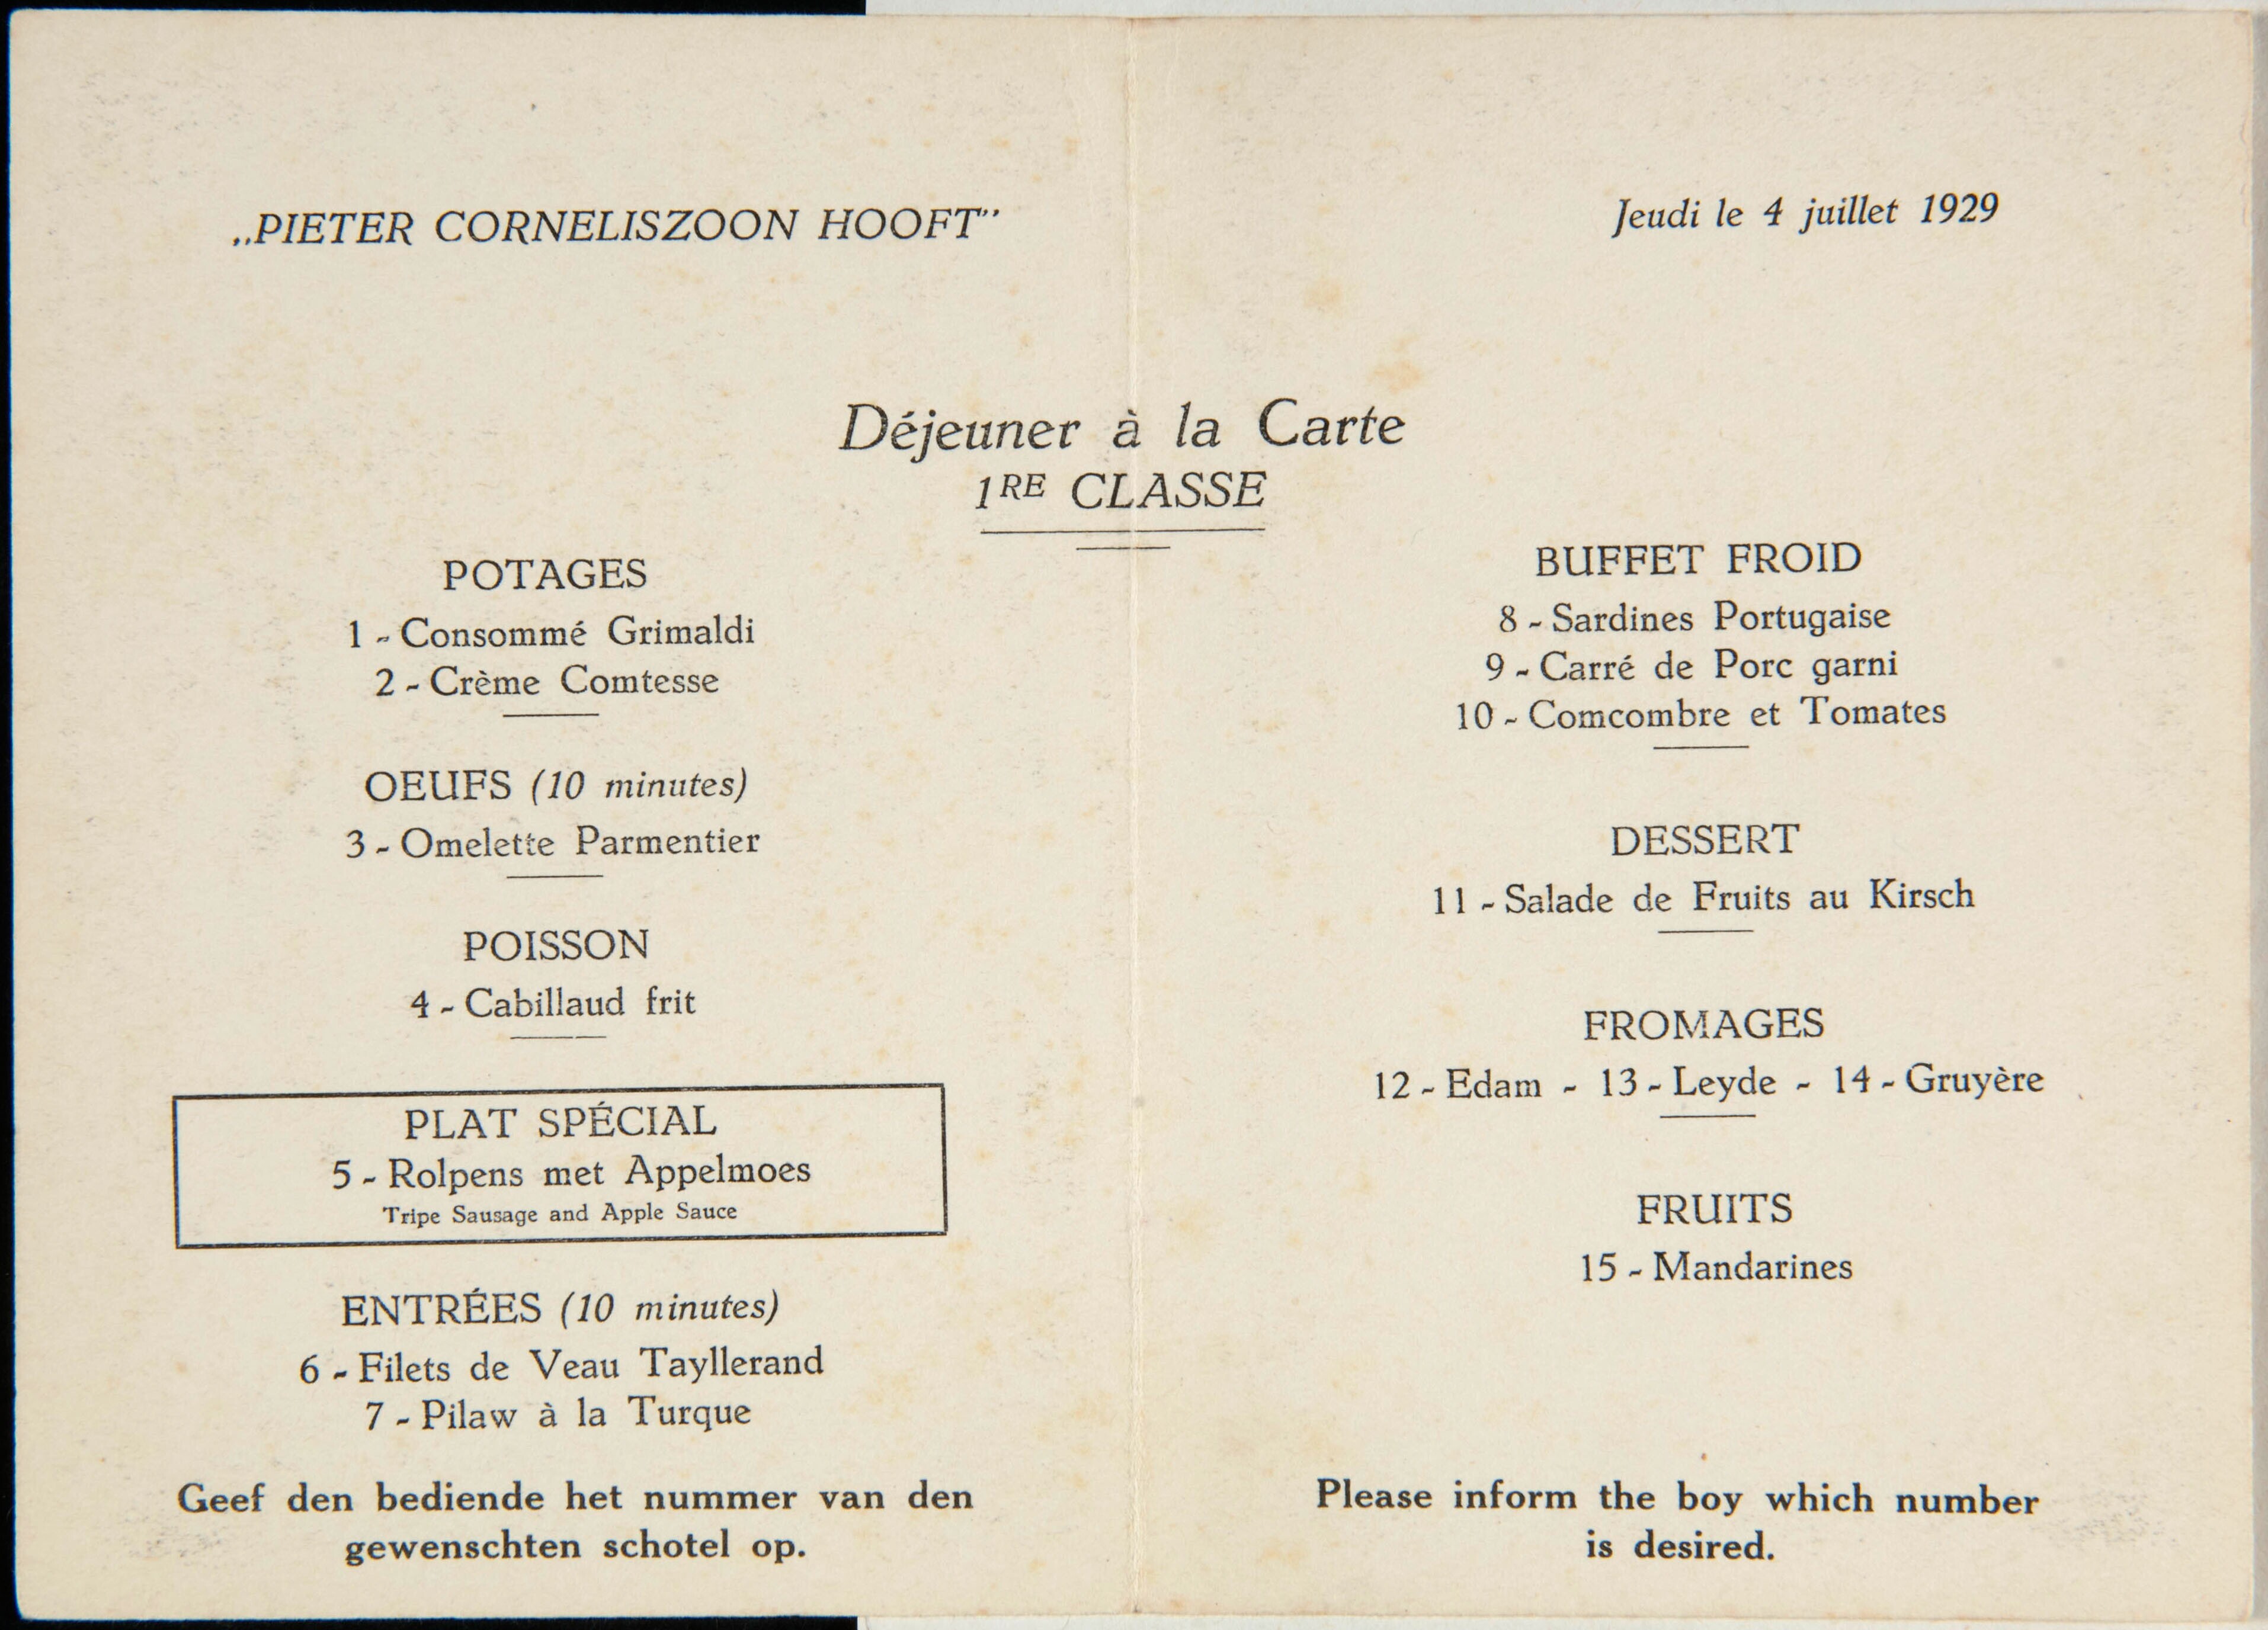 „PIETER CORNELISZOON HOOFT”
Jeudi le 4 juillet 1929
Déjeuner à la Carte
1RE CLASSE
POTAGES
1 - Consommé Grimaldi
2 - Crème Comtesse
OEUFS (10 minutes)
3 - Omelette Parmentier
POISSON
4 - Cabillaud frit
PLAT SPÉCIAL
5 - Rolpens met Appelmoes
Tripe Sausage and Apple Sauce
ENTRÉES (10 minutes)
6 - Filets de Veau Tayllerand
7 - Pilaw à la Turque
Geef den bediende het nummer van den
gewenschten schotel op.
BUFFET FROID
8 - Sardines Portugaise
9 - Carré de Porc garni
10 - Comcombre et Tomates
DESSERT
11 - Salade de Fruits au Kirsch
FROMAGES
12 - Edam - 13 - Leyde - 14 - Gruyère
FRUITS
15 - Mandarines
Please inform the boy which number
is desired.